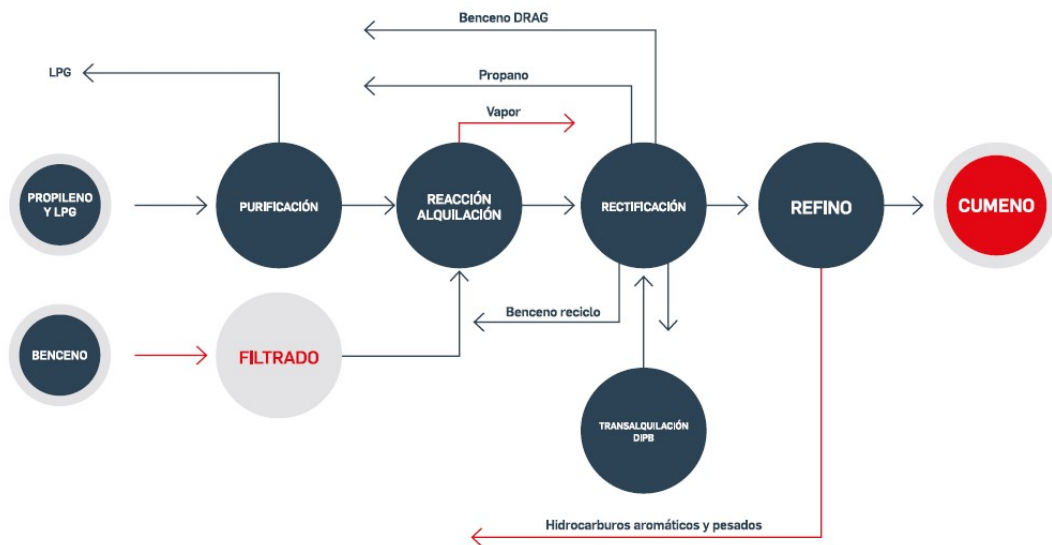 Benceno DRAG
LPG
Propano
Vapor
PROPILENO
Y LPG
PURIFICACIÓN
REACCIÓN
ALQUILACIÓN
RECTIFICACIÓN
REFINO
CUMENO
Benceno reciclo
BENCENO
FILTRADO
TRANSALQUILACIÓN
DIPB
Hidrocarburos aromáticos y pesados